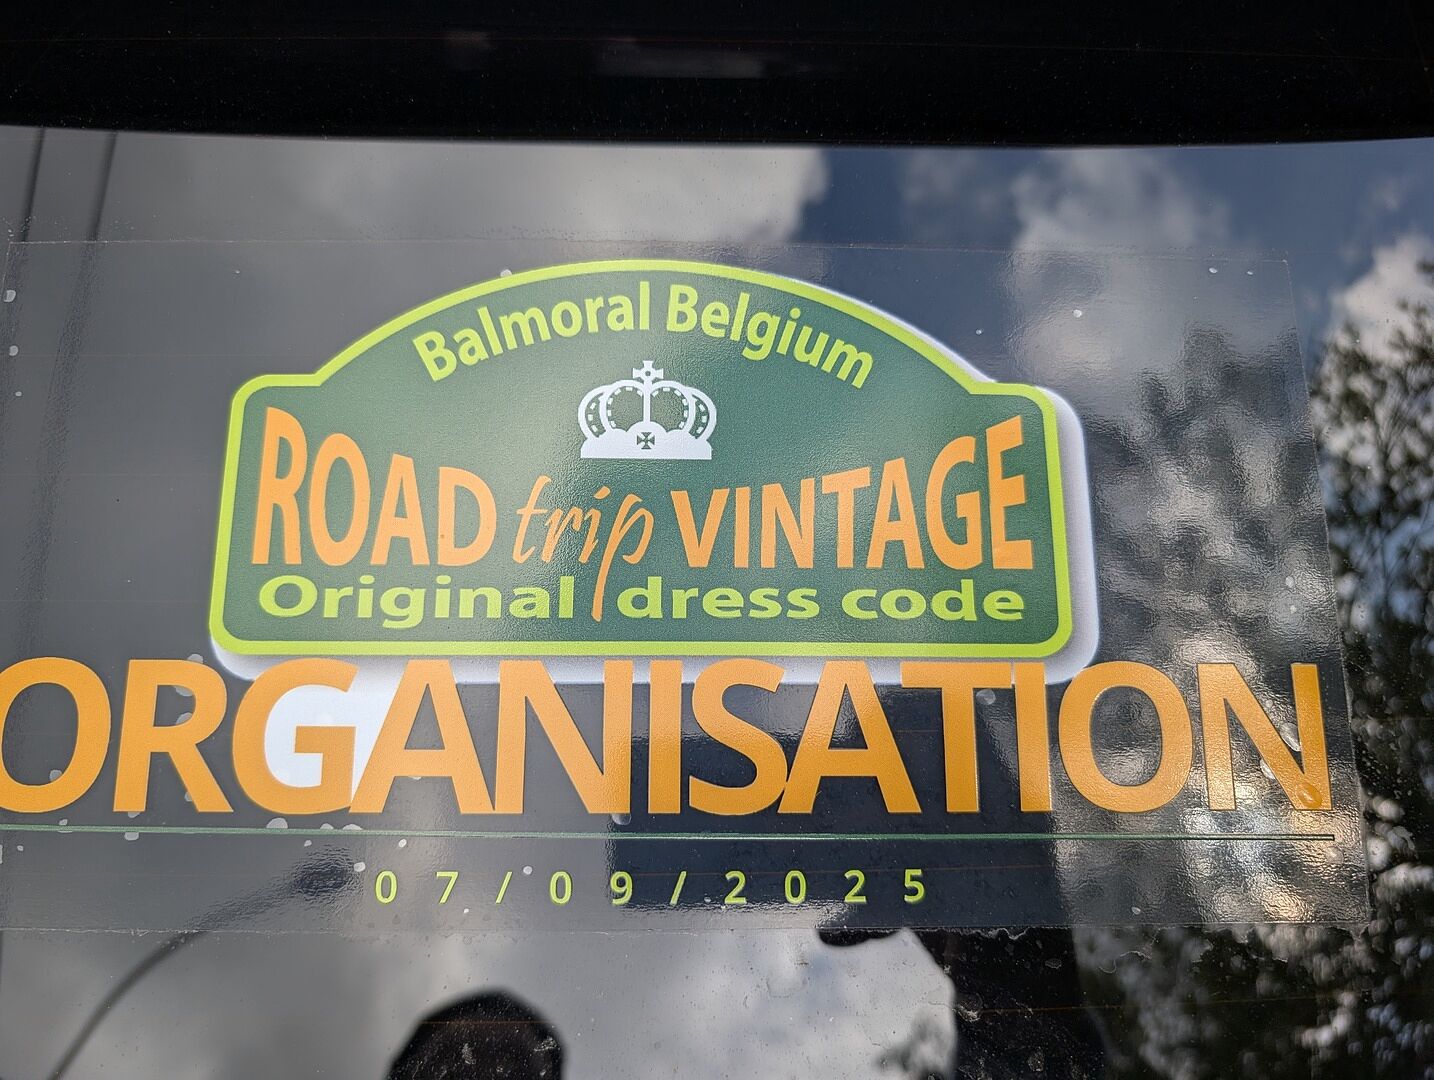 Balmoral Belgium
ROAD trip VINTAGE
Original dress code
ORGANISATION
07/09/2025